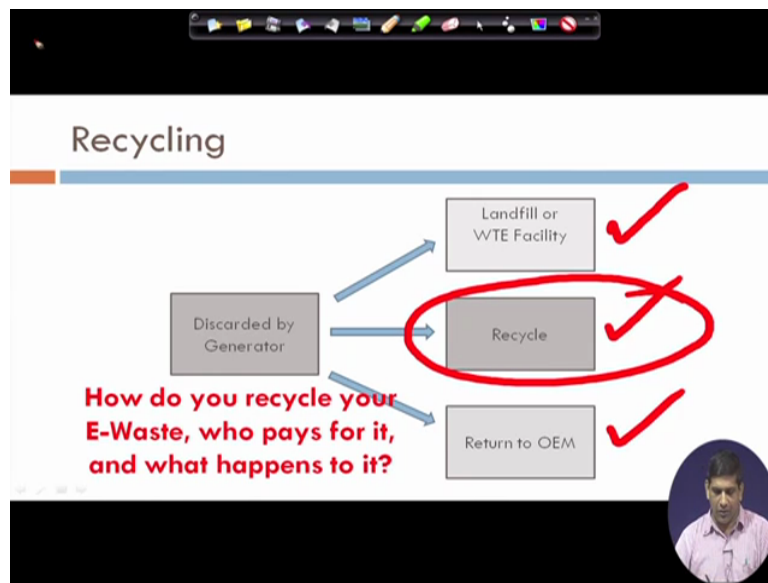 Recycling
Landfill or
WTE Facility
Discarded by
Generator
Recycle
How do you recycle your
E-Waste, who pays for it,
and what happens to it?
Return to OEM